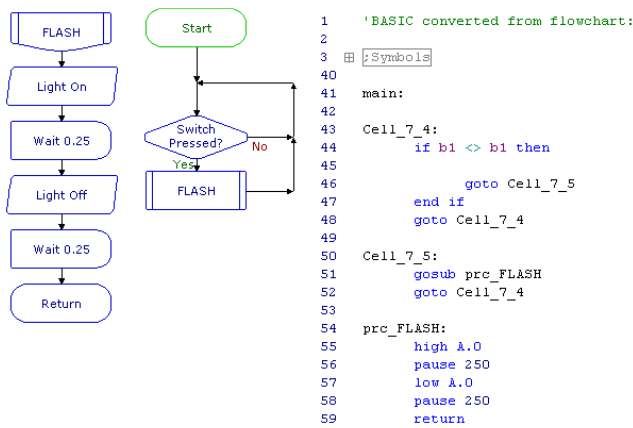 FLASH
Light On
Wait 0.25
Light Off
Wait 0.25
Return
Start
Switch
Pressed?
No
Yes
FLASH
1 'BASIC converted from flowchart:
2
3 ;Symbols
40
41 main:
42
43 Cell_7_4:
44 if b1 <> b1 then
45
46 goto Cell_7_5
47 end if
48 goto Cell_7_4
49
50 Cell_7_5:
51 gosub prc_FLASH
52 goto Cell_7_4
53
54 prc_FLASH:
55 high A.0
56 pause 250
57 low A.0
58 pause 250
59 return